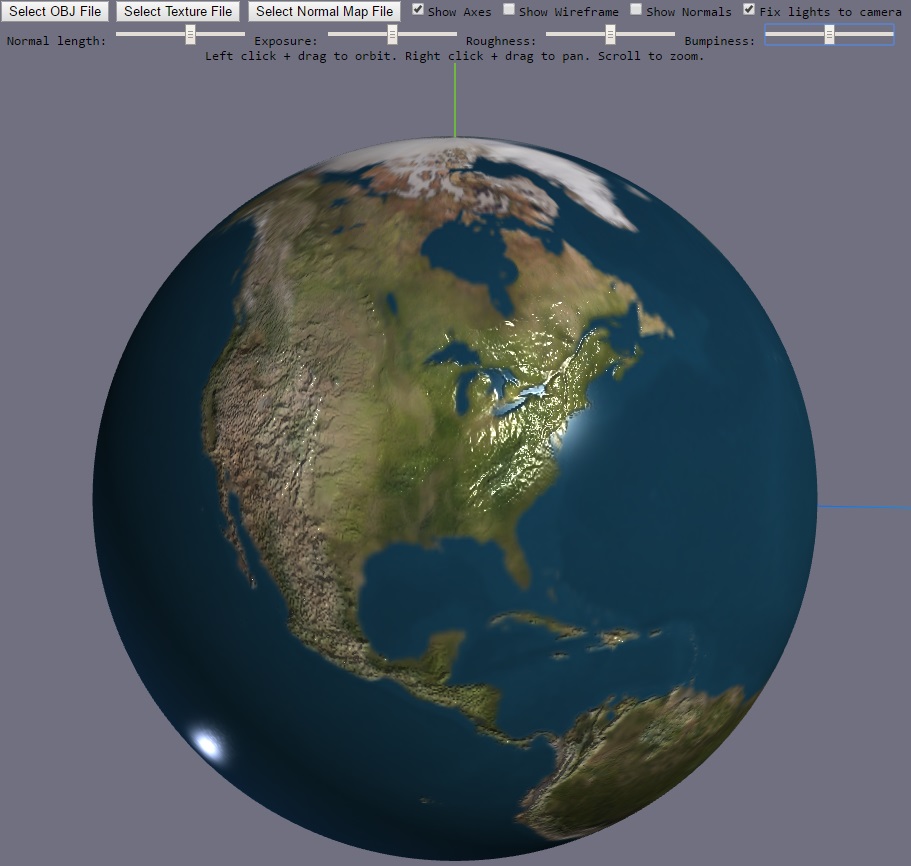 Select OBJ File Select Texture File Select Normal Map File Show Axes Show Wireframe Show Normals Fix lights to camera
Normal length: Exposure: Roughness: Bumpiness:
Left click + drag to orbit. Right click + drag to pan. Scroll to zoom.